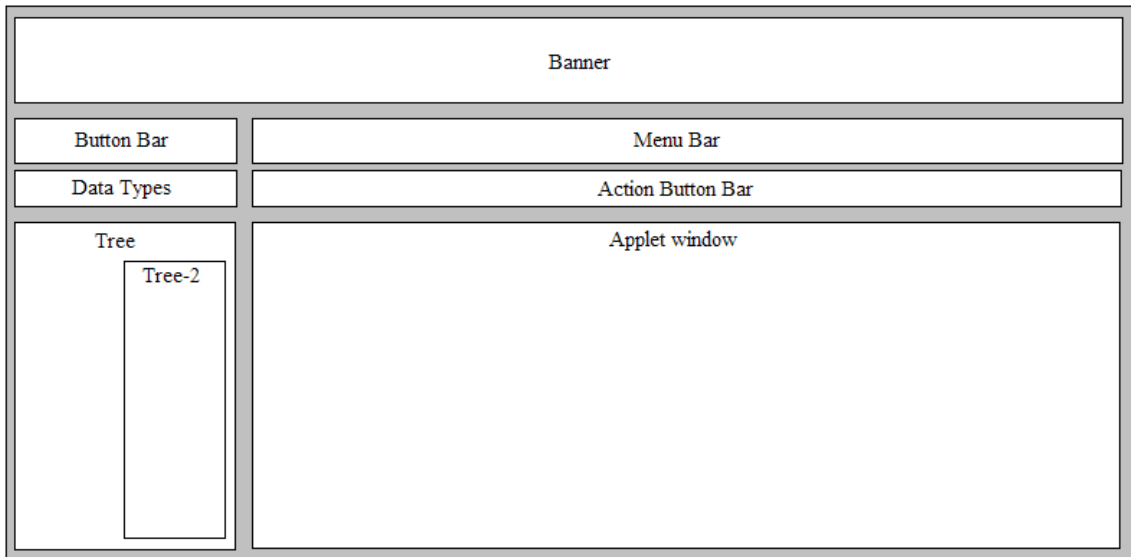 Banner
Button Bar
Menu Bar
Data Types
Action Button Bar
Tree
Applet window
Tree-2